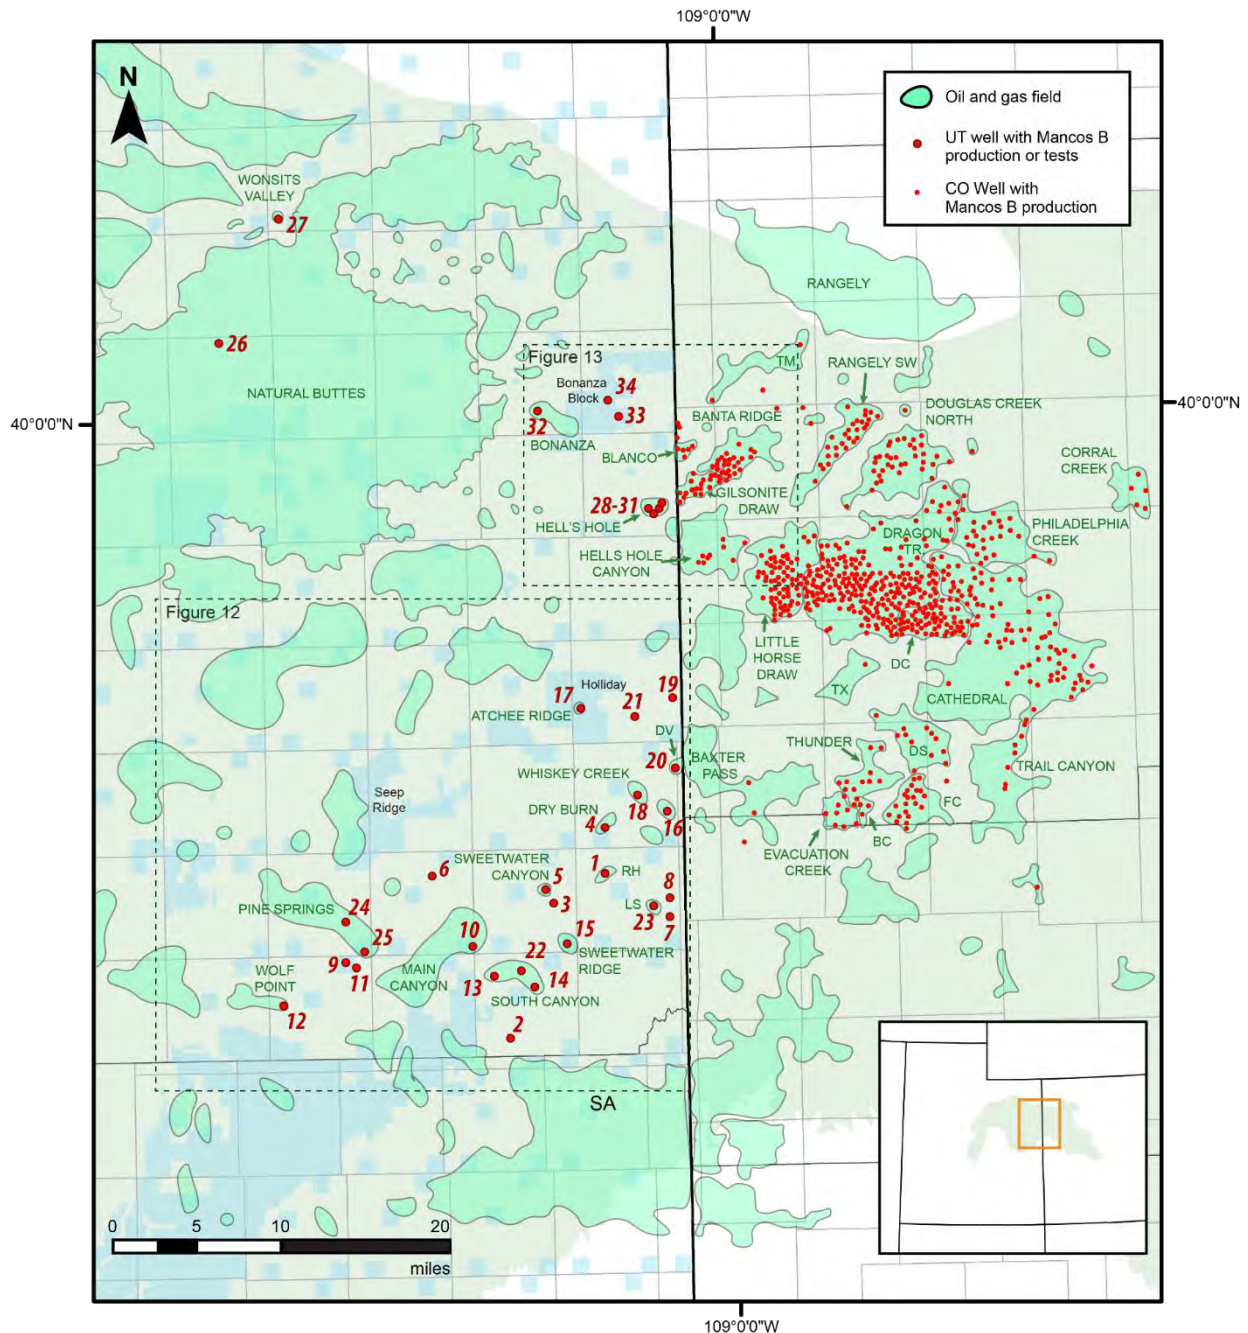 109°0'0"W
N
Oil and gas field
UT well with Mancos B
production or tests
CO Well with
Mancos B production
WONSITS
VALLEY
27
RANGELY
26
Figure 13
TM
RANGELY SW
Bonanza
Block
34
NATURAL BUTTES
33
32
BANTA RIDGE
DOUGLAS CREEK
NORTH
40°0'0"N
40°0'0"N
BONANZA
BLANCO
CORRAL
CREEK
28-31
GILSONITE
DRAW
HELL'S HOLE
DRAGON
TR
PHILADELPHIA
CREEK
HELLS HOLE
CANYON
Figure 12
LITTLE
HORSE
DRAW
DC
Holliday
19
17
ATCHEE RIDGE
21
TX
CATHEDRAL
DV
20
BAXTER
PASS
THUNDER
DS
TRAIL CANYON
WHISKEY CREEK
Seep
Ridge
DRY BURN
18
16
4
FC
BC
EVACUATION
CREEK
SWEETWATER
CANYON
6
5
1
RH
3
8
LS
23
7
PINE SPRINGS
24
25
10
15
SWEETWATER
RIDGE
9
11
MAIN
CANYON
22
13
14
SOUTH CANYON
WOLF
POINT
12
2
SA
0
5
10
20
miles
109°0'0"W